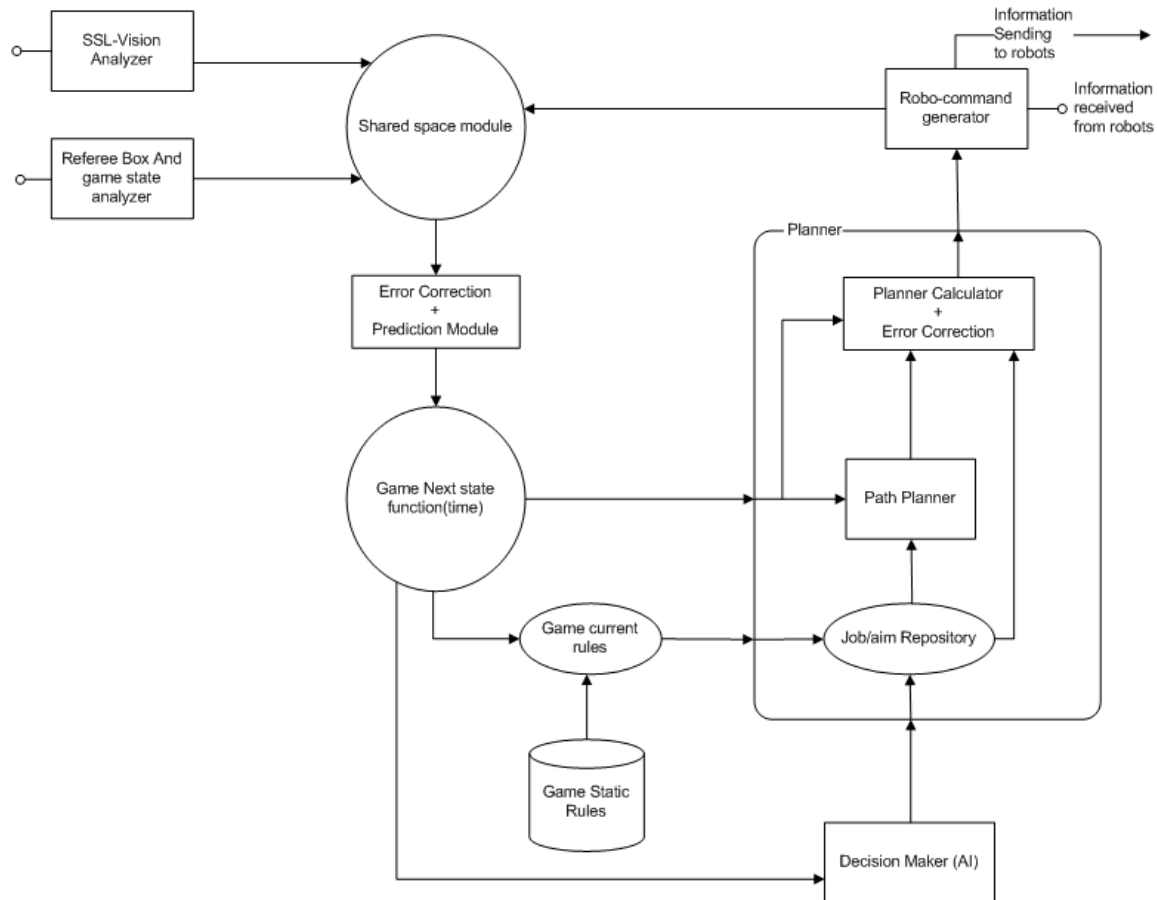 SSL-Vision
Analyzer
Referee Box And
game state
analyzer
Shared space module
Information
Sending
to robots
Robo-command
generator
Information
received
from robots
Error Correction
+
Prediction Module
Planner
Planner Calculator
+
Error Correction
Game Next state
function(time)
Path Planner
Game current
rules
Job/aim Repository
Game Static
Rules
Decision Maker (AI)